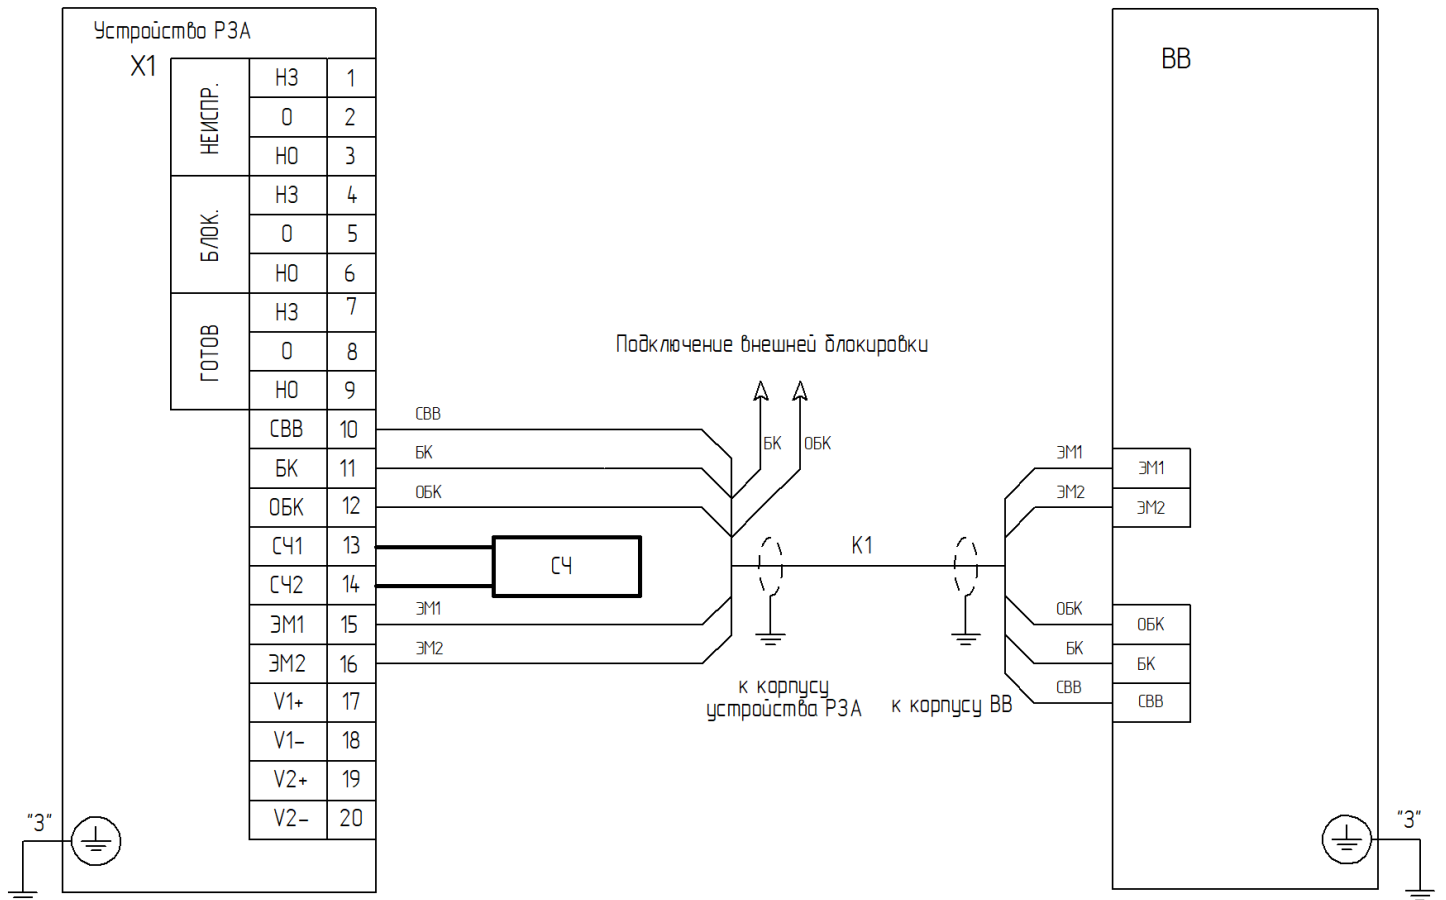 Устройство РЗА
X1
НЕИСПР.
НЗ 1
О 2
НО 3
БЛОК.
НЗ 4
О 5
НО 6
ГОТОВ
НЗ 7
О 8
НО 9
СВВ 10
БК 11
ОБК 12
СЧ1 13
СЧ2 14
ЭМ1 15
ЭМ2 16
V1+ 17
V1- 18
V2+ 19
V2- 20
"З"
СВВ
БК
ОБК
СЧ
ЭМ1
ЭМ2
Подключение внешней блокировки
БК
ОБК
К1
к корпусу
устройства РЗА
к корпусу ВВ
ВВ
ЭМ1
ЭМ2
ОБК
БК
СВВ
ЭМ1
ЭМ2
ОБК
БК
СВВ
"З"